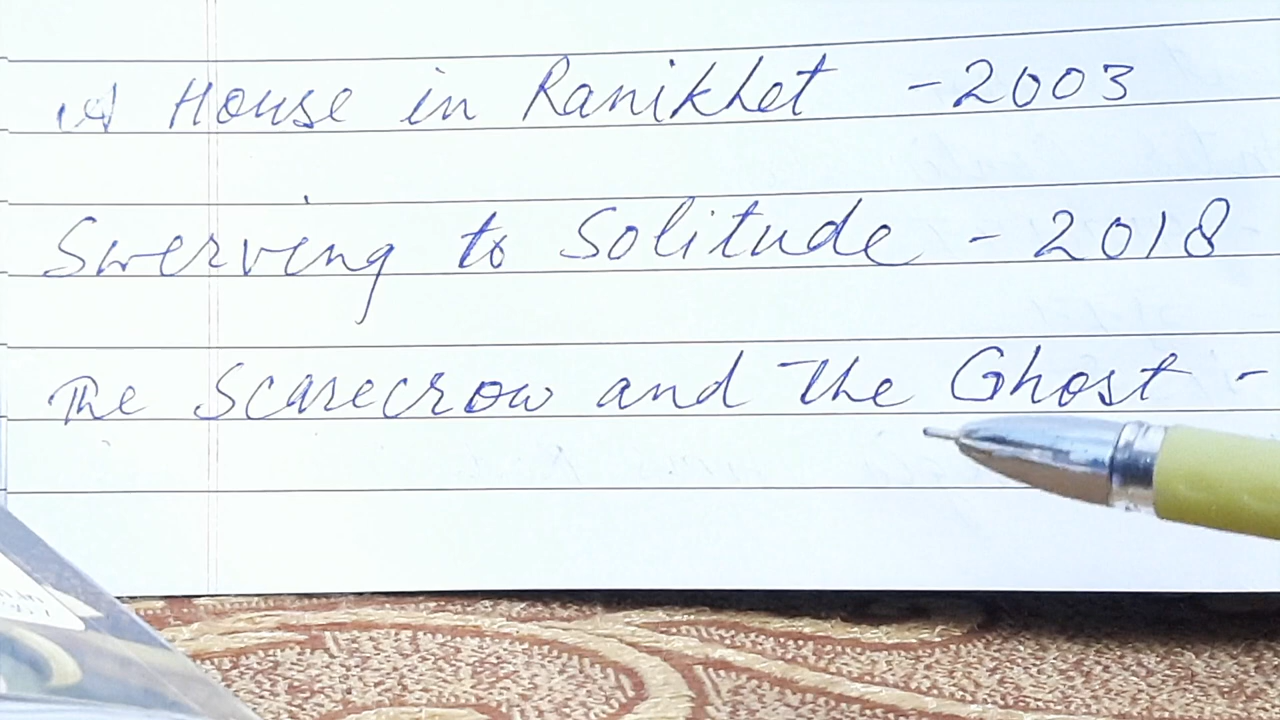 A House in Ranikhet - 2003
Swerving to Solitude - 2018
The Scarecrow and the Ghost -